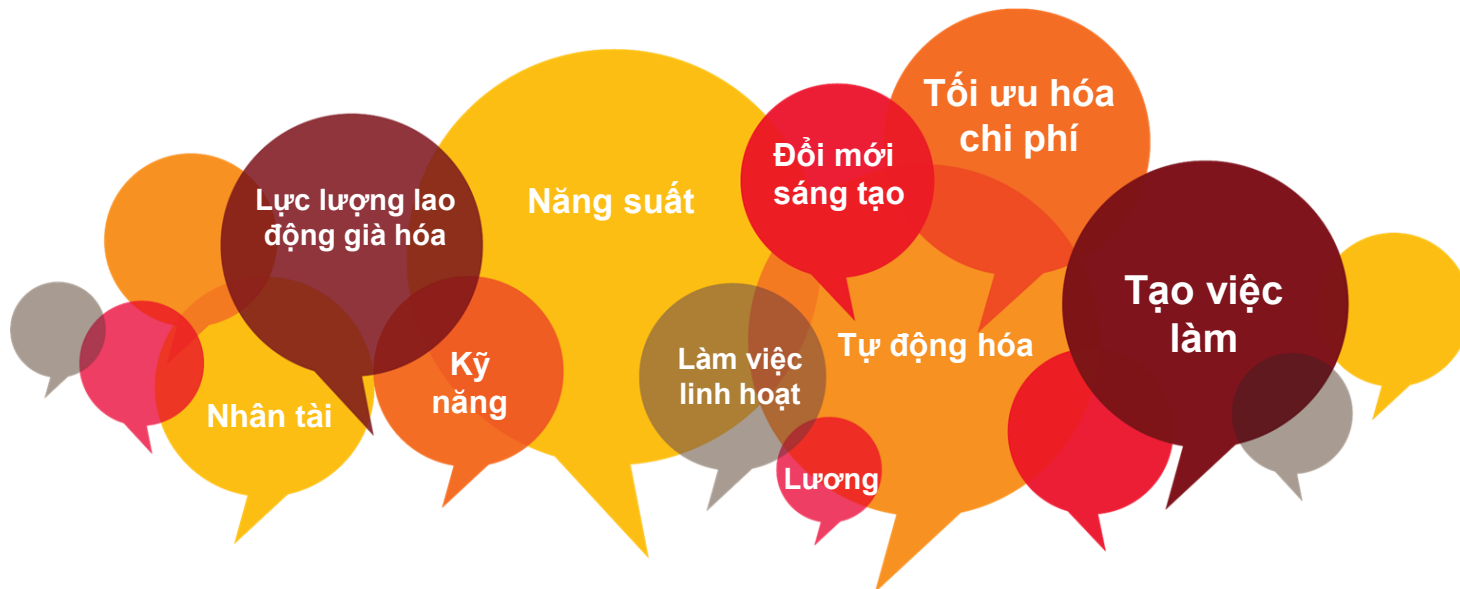 Lực lượng lao
động già hóa
Nhân tài
Kỹ
năng
Năng suất
Làm việc
linh hoạt
Lương
Đổi mới
sáng tạo
Tối ưu hóa
chi phí
Tự động hóa
Tạo việc
làm